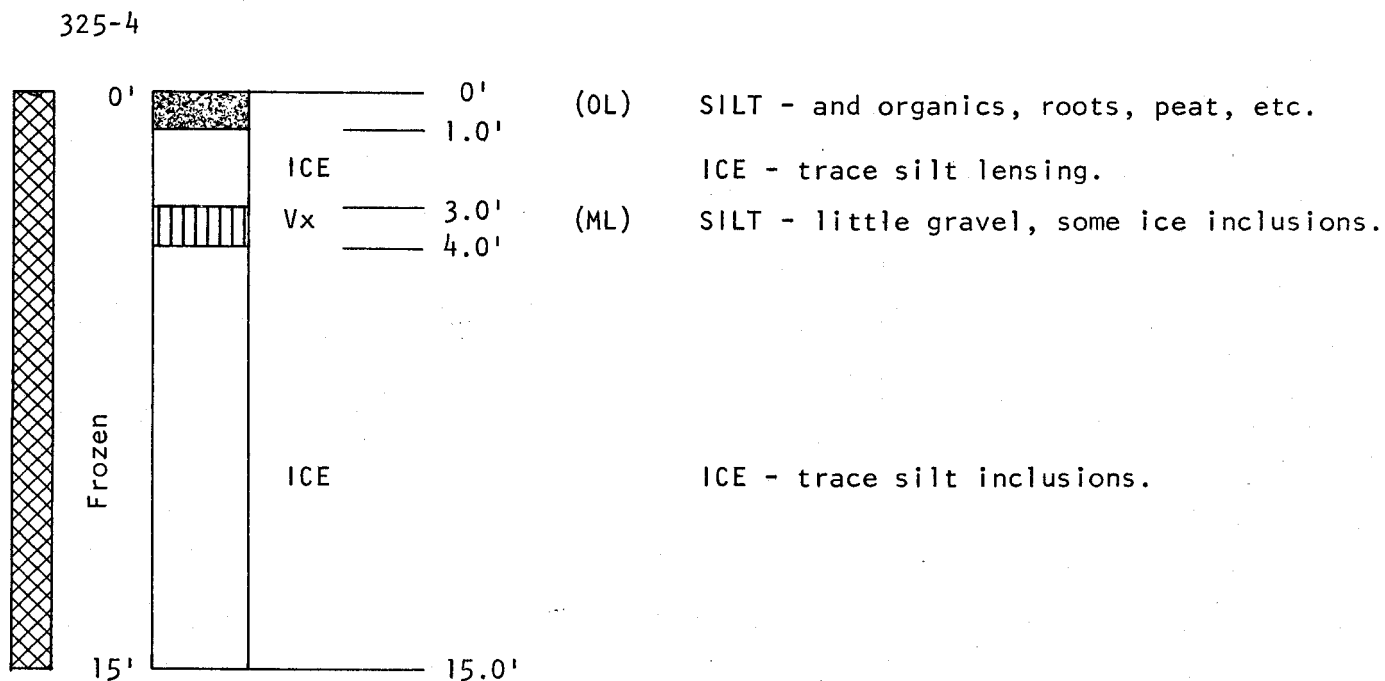 325-4
0' 0' (OL) SILT - and organics, roots, peat, etc.
1.0'
ICE ICE - trace silt lensing.
Vx 3.0' (ML) SILT - little gravel, some ice inclusions.
4.0'
Frozen
ICE ICE - trace silt inclusions.
15' 15.0'